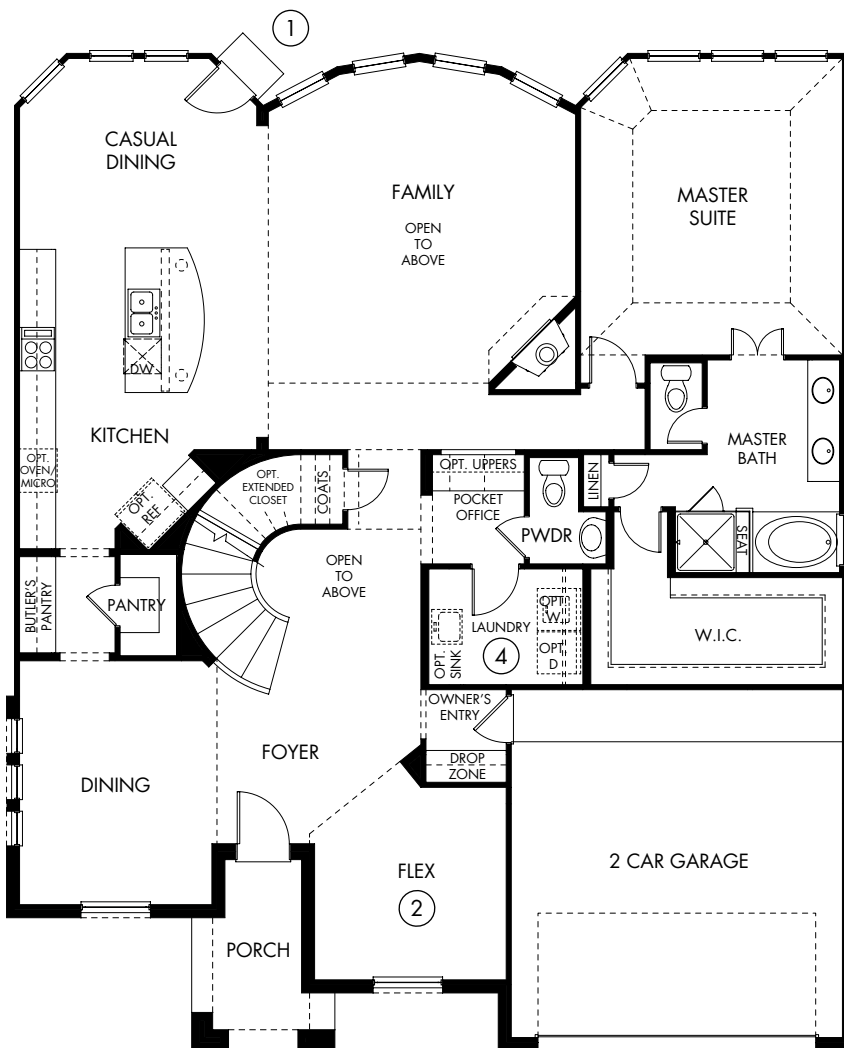 1
CASUAL
DINING
FAMILY
OPEN
TO
ABOVE
MASTER
SUITE
DW
KITCHEN
OPT.
OVEN/
MICRO
OPT.
REF
OPT.
EXTENDED
CLOSET
COATS
OPT. UPPERS
POCKET
OFFICE
PWDR
LINEN
MASTER
BATH
SEAT
BUTLER'S
PANTRY
PANTRY
OPEN
TO
ABOVE
LAUNDRY
4
OPT.
SINK
OPT.
W
OPT.
D
W.I.C.
OWNER'S
ENTRY
DROP
ZONE
FOYER
DINING
FLEX
2
2 CAR GARAGE
PORCH